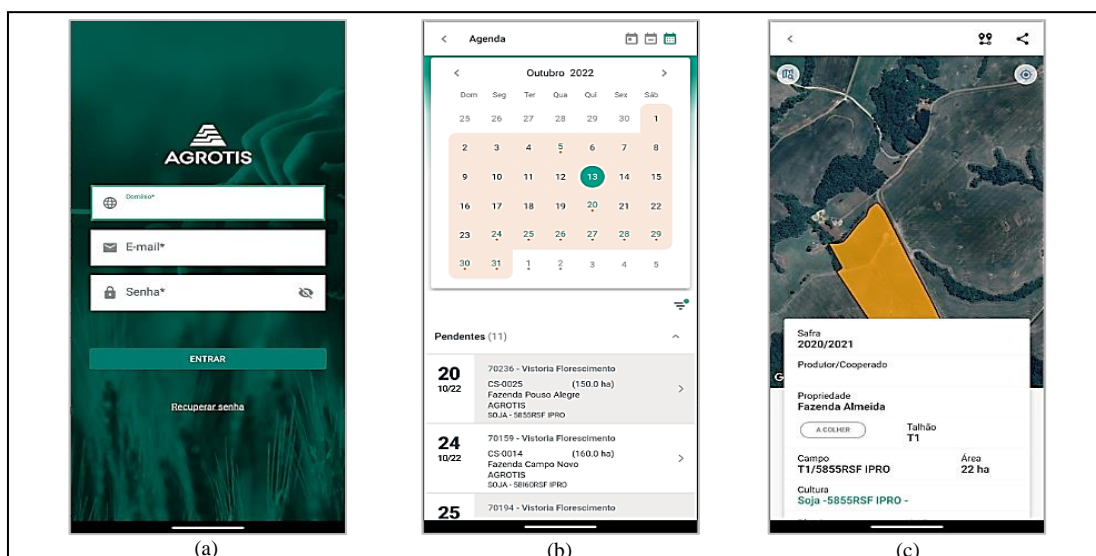 AGROTIS
Domínio*
E-mail*
Senha*
ENTRAR
Recuperar senha
(a)
Agenda
Outubro 2022
Dom Seg Ter Qua Qui Sex Sáb
25 26 27 28 29 30 1
2 3 4 5 6 7 8
9 10 11 12 13 14 15
16 17 18 19 20 21 22
23 24 25 26 27 28 29
30 31 1 2 3 4 5
Pendentes (11)
20
10/22
70236 - Vistoria Florescimento
CS-0025 (150.0 ha)
Fazenda Pouso Alegre
AGROTIS
SOJA - 5855RSF IPRO
24
10/22
70159 - Vistoria Florescimento
CS-0014 (160.0 ha)
Fazenda Campo Novo
AGROTIS
SOJA - 58I60RSF IPRO
25
70194 - Vistoria Florescimento
(b)
G
Safra
2020/2021
Produtor/Cooperado
Propriedade
Fazenda Almeida
A COLHER
Talhão
T1
Campo
T1/5855RSF IPRO
Área
22 ha
Cultura
Soja -5855RSF IPRO -
(c)